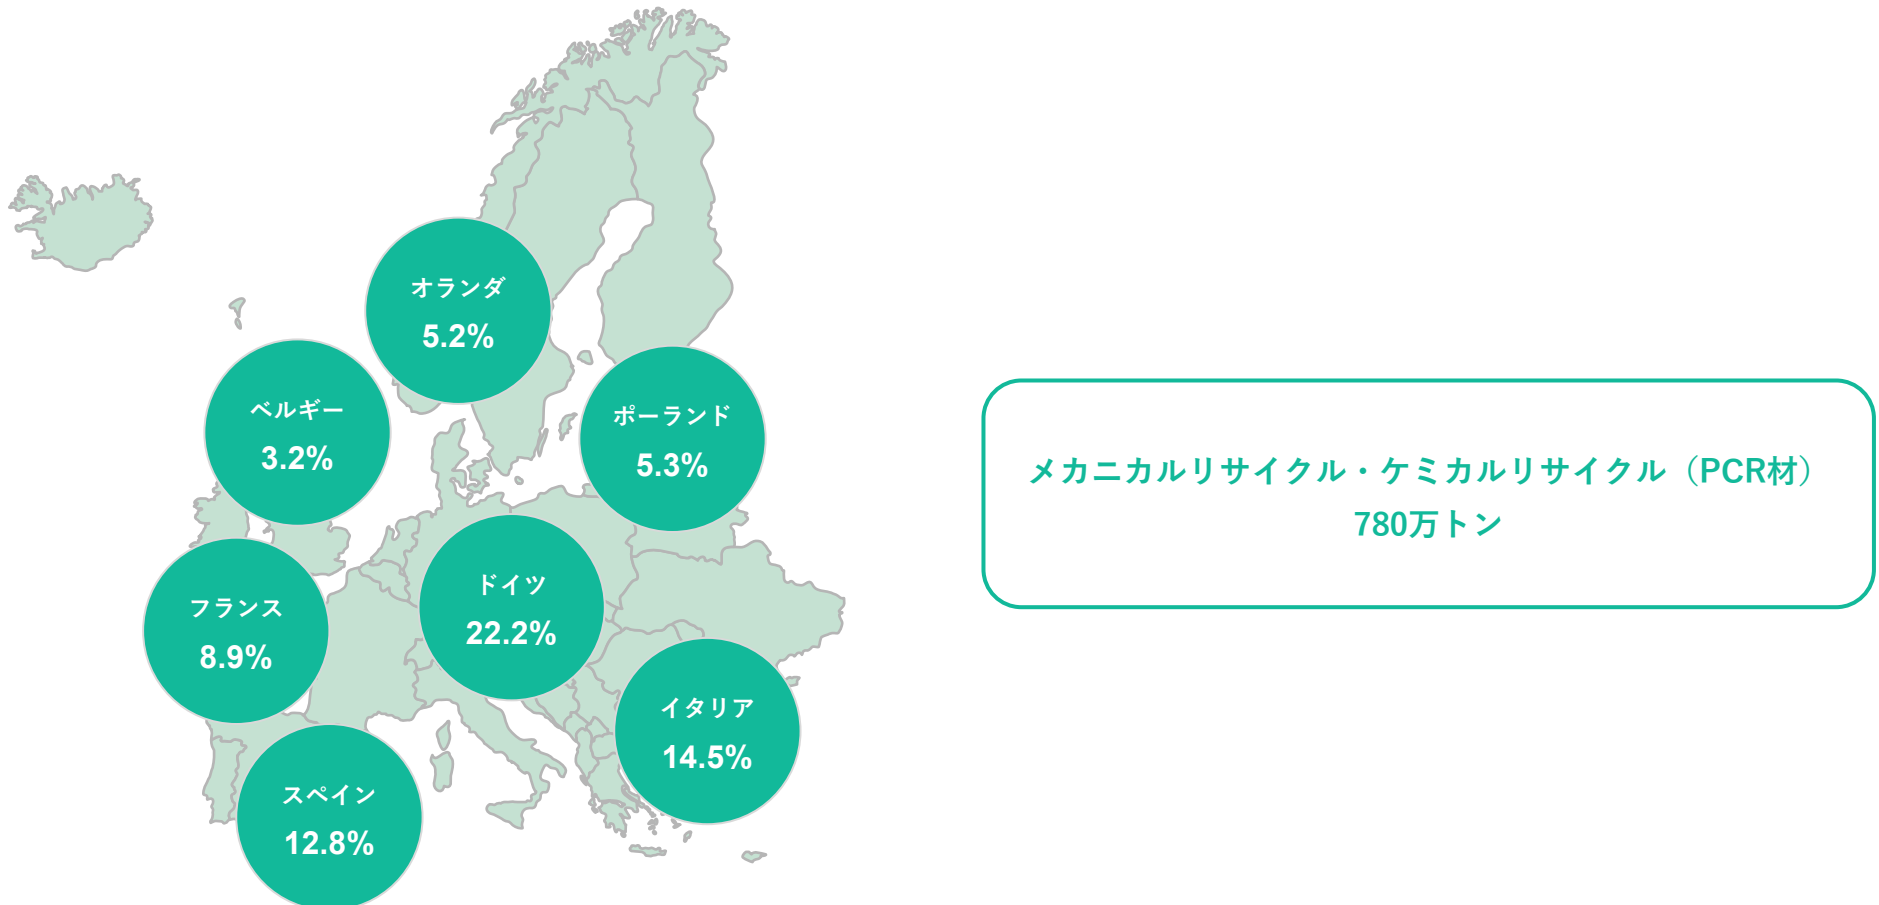 オランダ
5.2%
ベルギー
3.2%
ポーランド
5.3%
フランス
8.9%
ドイツ
22.2%
イタリア
14.5%
スペイン
12.8%
メカニカルリサイクル・ケミカルリサイクル（PCR材）
780万トン